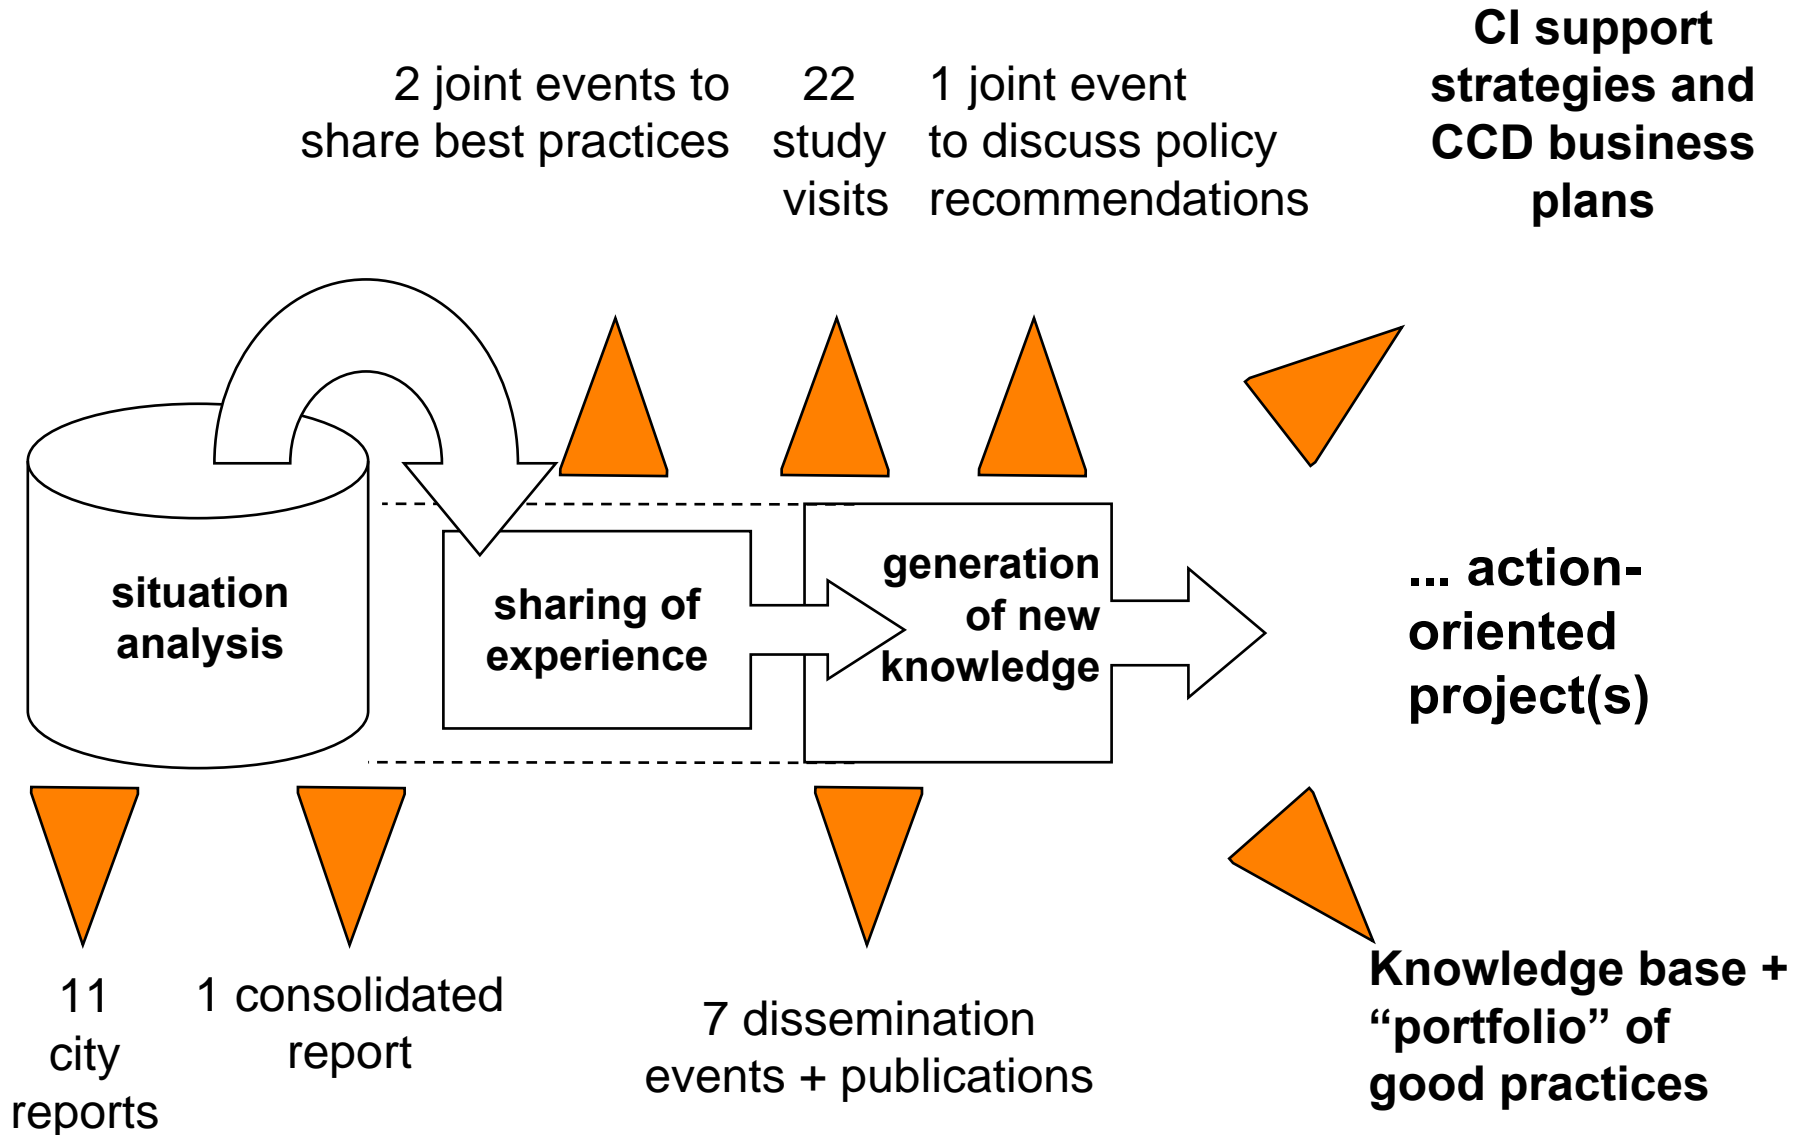 2 joint events to
share best practices
22
study
visits
1 joint event
to discuss policy
recommendations
CI support
strategies and
CCD business
plans
situation
analysis
sharing of
experience
generation
of new
knowledge
... action-
oriented
project(s)
11
city
reports
1 consolidated
report
7 dissemination
events + publications
Knowledge base +
“portfolio” of
good practices